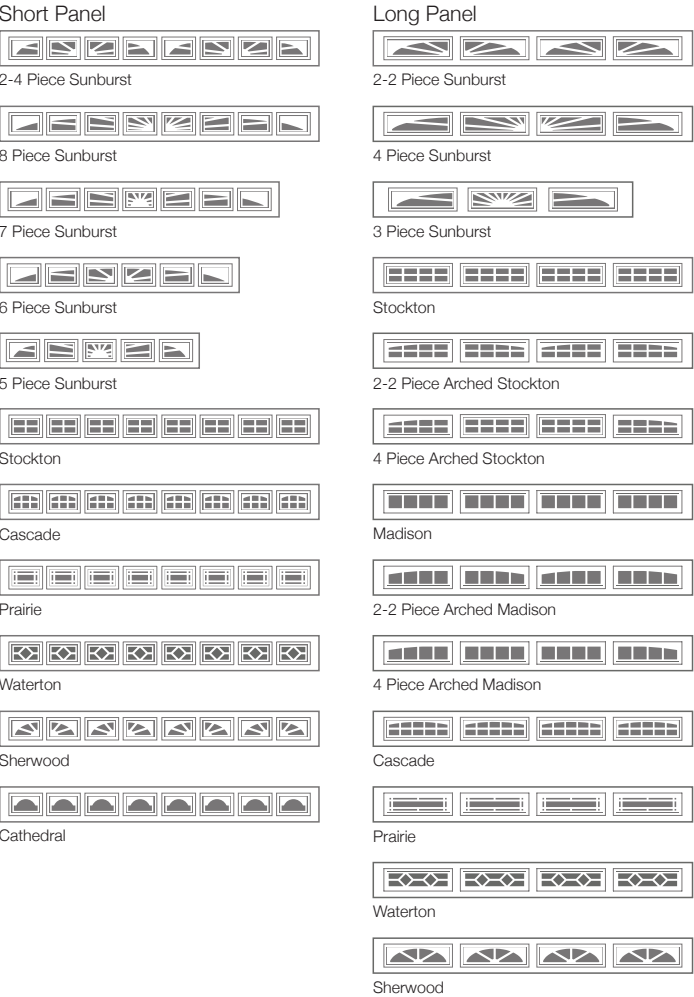 Short Panel
2-4 Piece Sunburst
8 Piece Sunburst
7 Piece Sunburst
6 Piece Sunburst
5 Piece Sunburst
Stockton
Cascade
Prairie
Waterton
Sherwood
Cathedral
Long Panel
2-2 Piece Sunburst
4 Piece Sunburst
3 Piece Sunburst
Stockton
2-2 Piece Arched Stockton
4 Piece Arched Stockton
Madison
2-2 Piece Arched Madison
4 Piece Arched Madison
Cascade
Prairie
Waterton
Sherwood